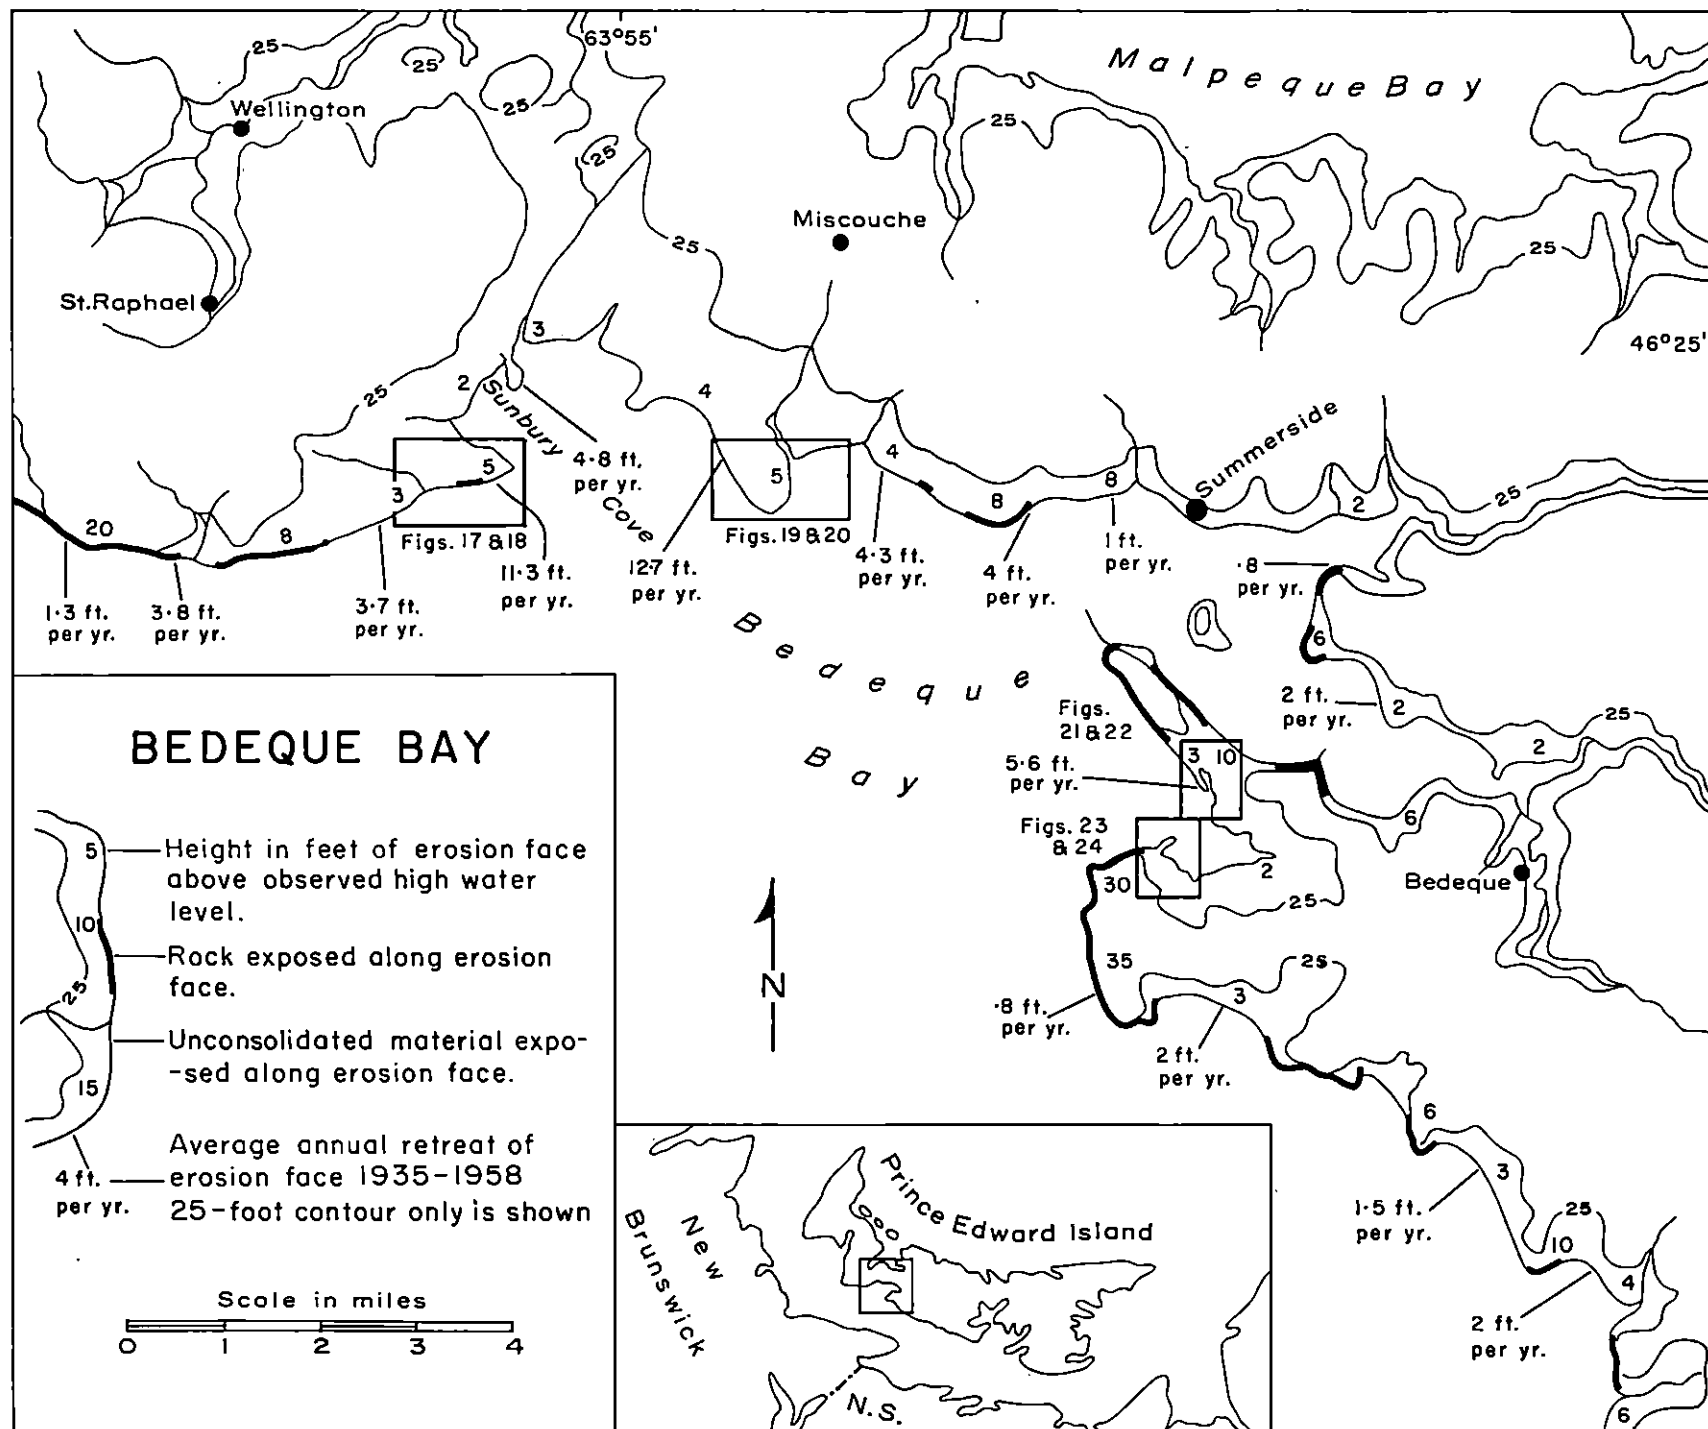 63°55'
25
25
25
25
25
Malpeque Bay
Wellington
Miscouche
25
25
St. Raphael
46°25'
3
2
25
4
Sunbury
Cove
Summerside
5
3
Figs. 17 & 18
4·8 ft.
per yr.
5
Figs. 19 & 20
4
8
8
2
25
20
8
1·3 ft.
per yr.
3·8 ft.
per yr.
3·7 ft.
per yr.
11·3 ft.
per yr.
12·7 ft.
per yr.
4·3 ft.
per yr.
4 ft.
per yr.
1 ft.
per yr.
·8
per yr.
6
Bedeque
Bay
2 ft.
per yr.
2
25
2
Figs.
21 & 22
3 10
5·6 ft.
per yr.
6
Figs. 23
& 24
30
2
25
Bedeque
35
25
3
·8 ft.
per yr.
2 ft.
per yr.
6
3
1·5 ft.
per yr.
25
10
4
2 ft.
per yr.
6
BEDEQUE BAY
5
Height in feet of erosion face
above observed high water
level.
10
Rock exposed along erosion
face.
25
Unconsolidated material expo-
-sed along erosion face.
15
Average annual retreat of
erosion face 1935-1958
4 ft.
per yr.
25-foot contour only is shown
Scale in miles
0 1 2 3 4
N
Prince Edward Island
New
Brunswick
N.S.